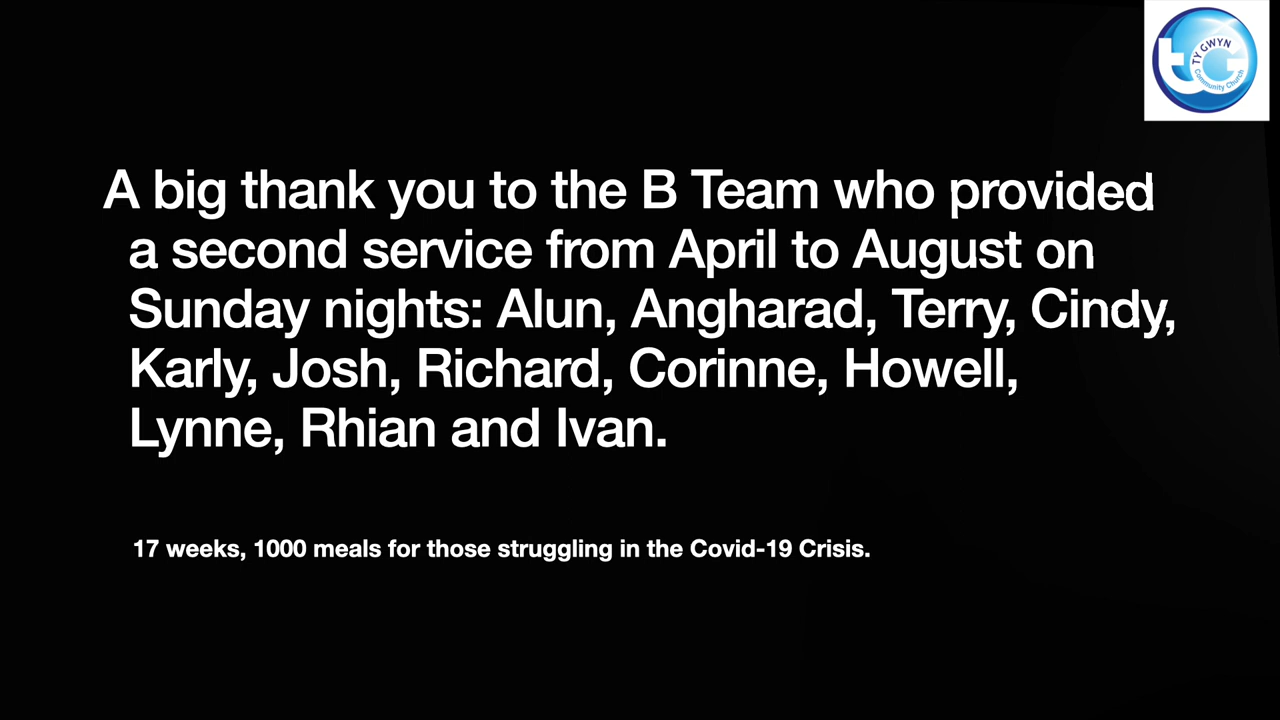 TY GWYN
Community Church
A big thank you to the B Team who provided
a second service from April to August on
Sunday nights: Alun, Angharad, Terry, Cindy,
Karly, Josh, Richard, Corinne, Howell,
Lynne, Rhian and Ivan.
17 weeks, 1000 meals for those struggling in the Covid-19 Crisis.